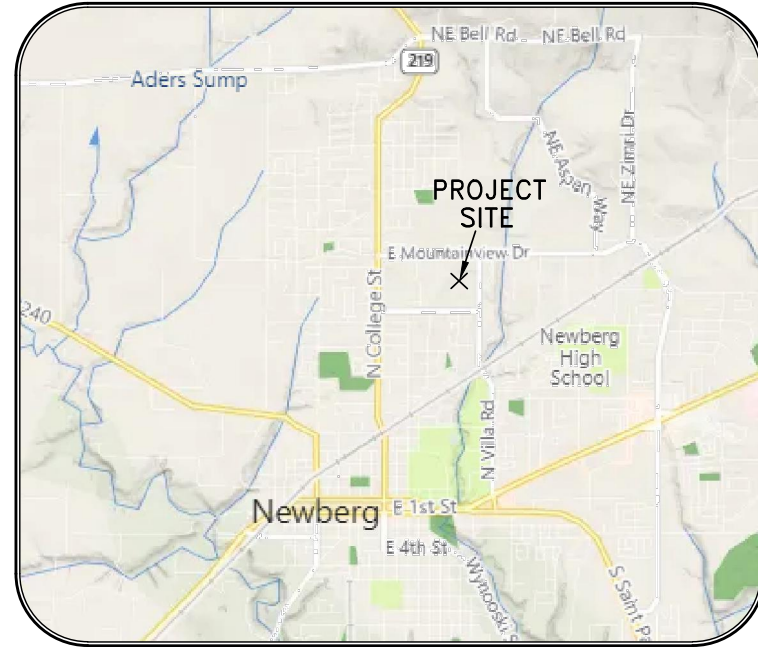 NE Bell Rd
NE Bell Rd
219
Aders Sump
NE Zimri Dr
NE Aspen Way
PROJECT
SITE
E Mountainview Dr
240
N College St
Newberg
High
School
N Villa Rd
Newberg
E 1st St
E 4th St
Wynooski S
S Saint Pa